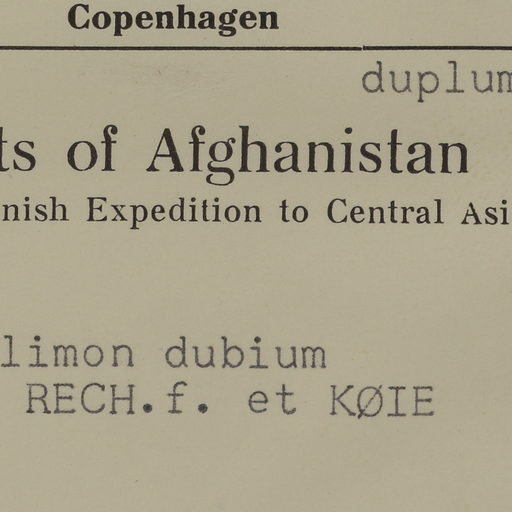 Copenhagen
duplum
ts of Afghanistan
nish Expedition to Central Asi
limon dubium
RECH.f. et KØIE